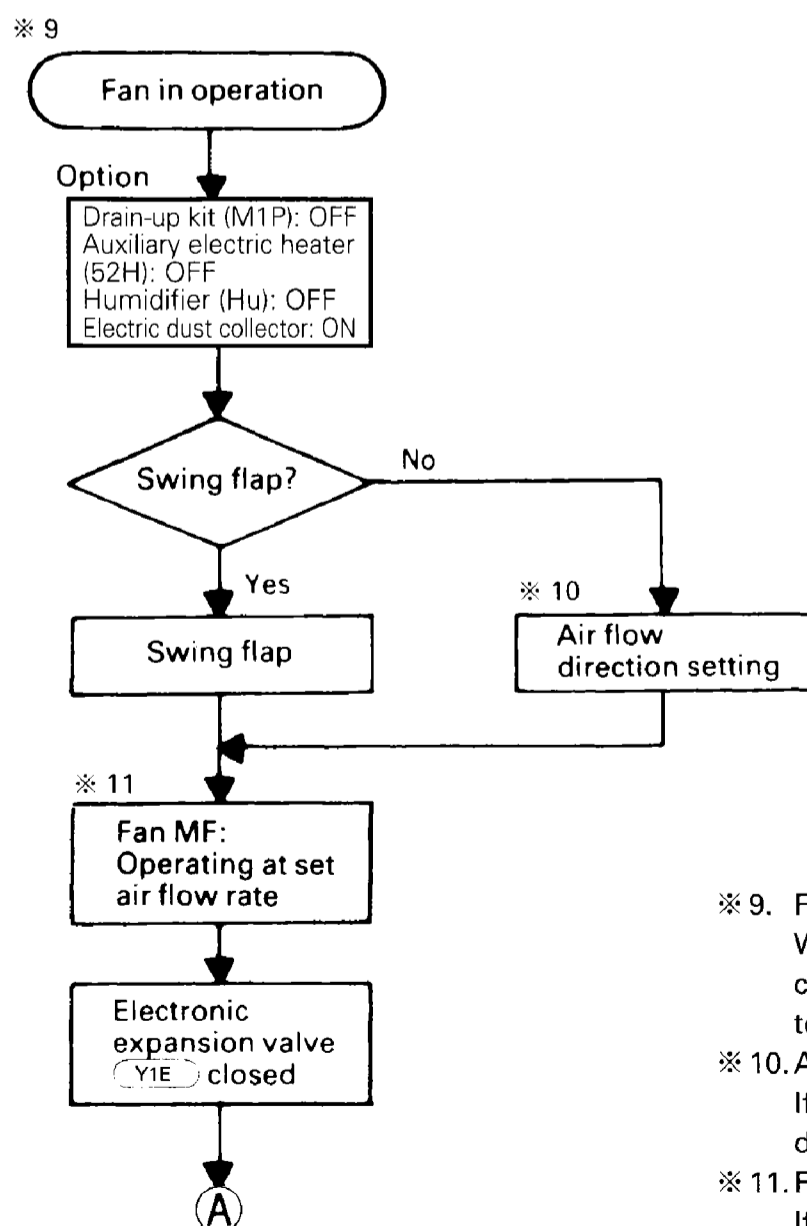 ※ 9
Fan in operation
Option
Drain-up kit (M1P): OFF
Auxiliary electric heater
(52H): OFF
Humidifier (Hu): OFF
Electric dust collector: ON
Swing flap?
No
Yes
Swing flap
※ 10
Air flow
direction setting
※ 11
Fan MF:
Operating at set
air flow rate
Electronic
expansion valve
Y1E closed
A
※ 9.
※ 10.
If
※ 11.
If